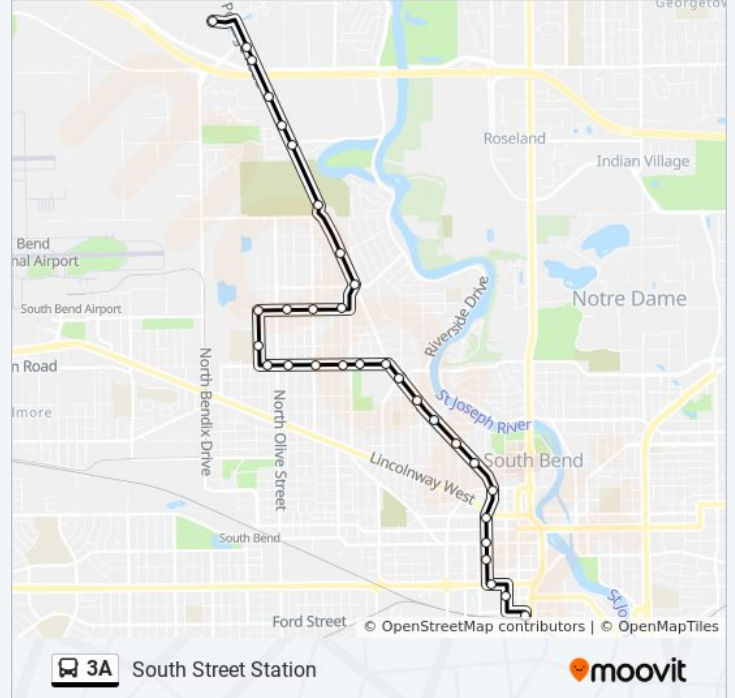 Georgetow
Roseland
Indian Village
Bend
nal Airport
Notre Dame
South Bend Airport
Riverside Drive
n Road
North Bendix Drive
North Olive Street
St Joseph River
lmore
Lincolnway West
South Bend
South Bend
St Jo
Ford Street
© OpenStreetMap contributors | © OpenMapTiles
3A South Street Station
moovit